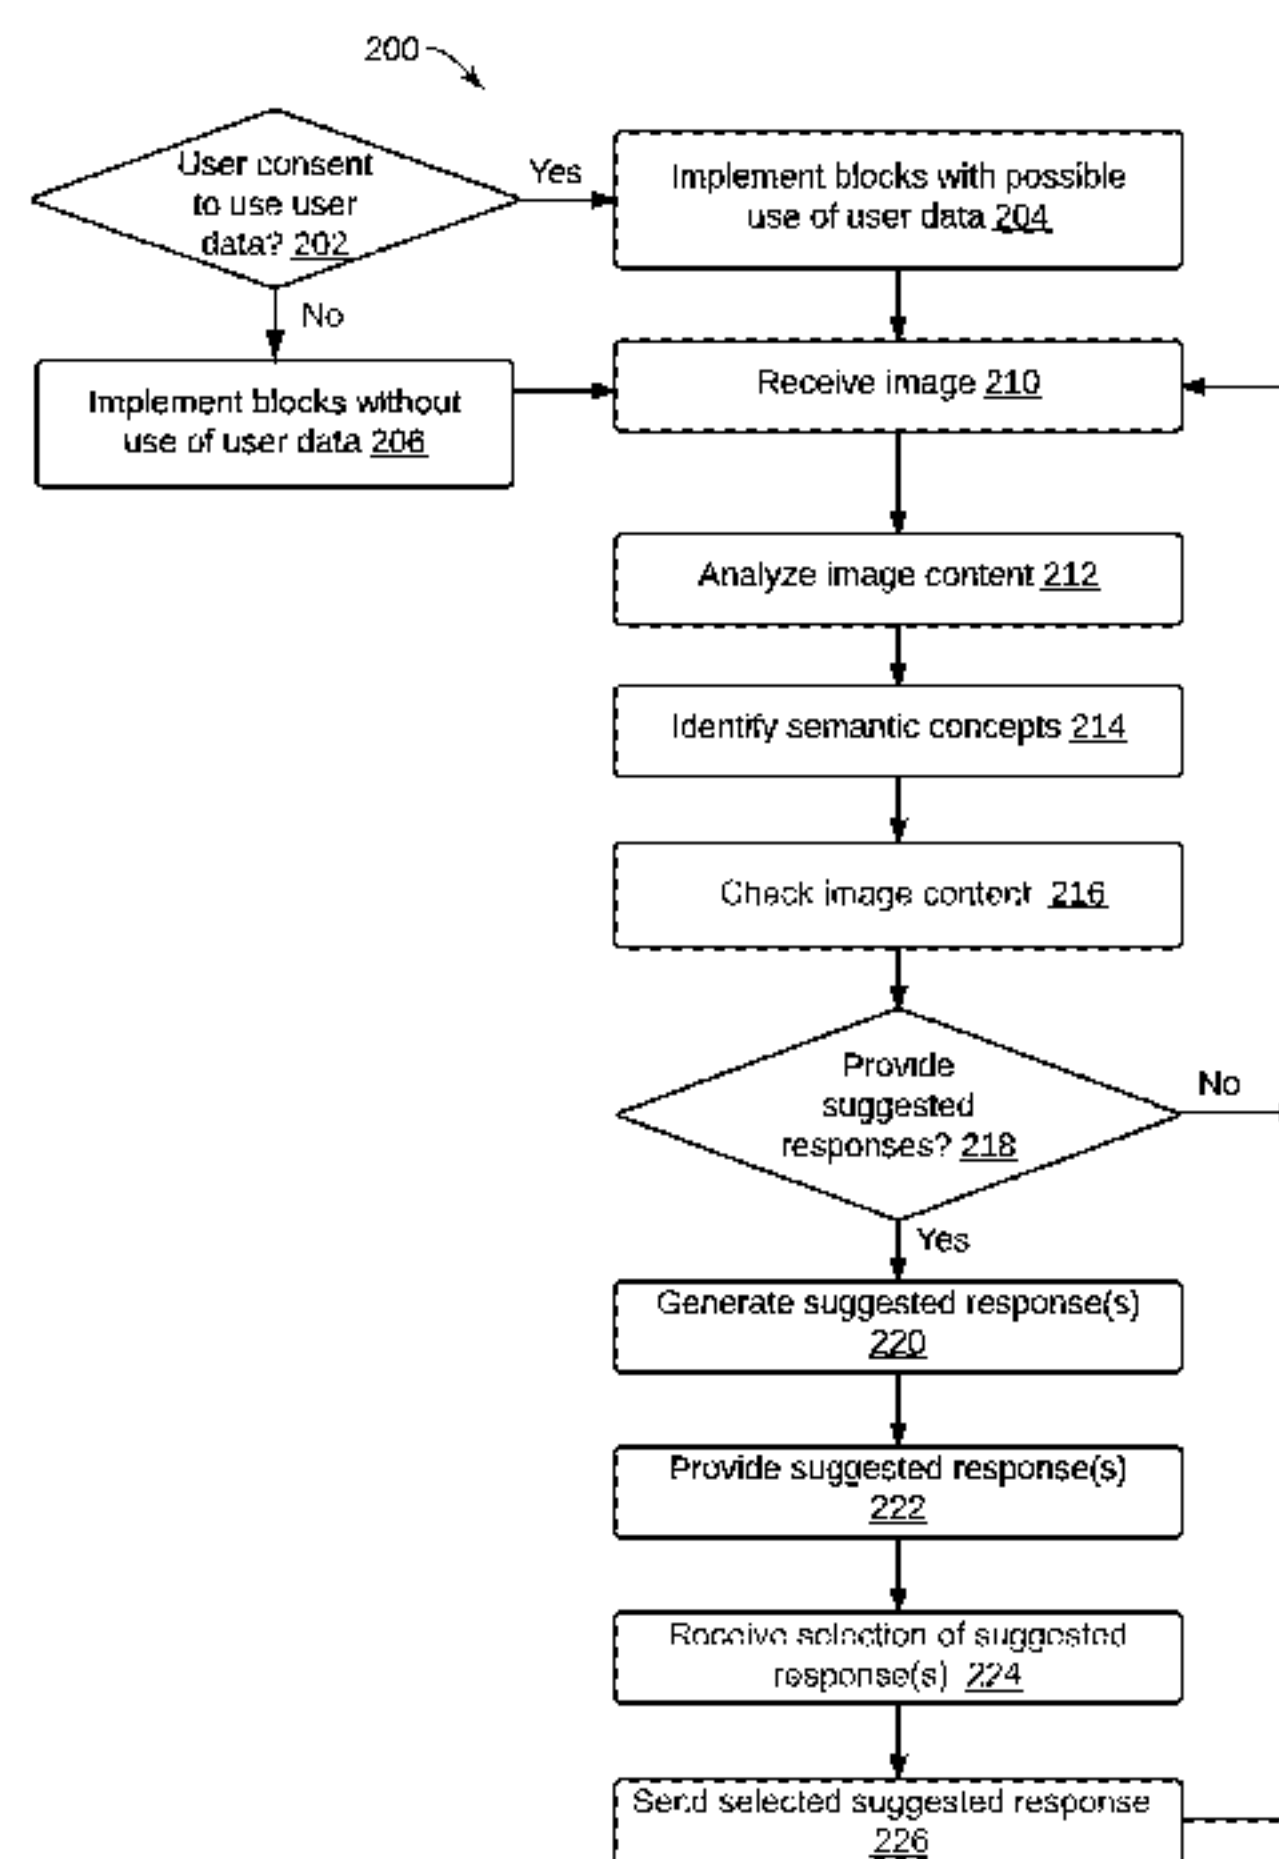 200
User consent
to use user
data? 202
Yes
Implement blocks with possible
use of user data 204
No
Implement blocks without
use of user data 206
Receive image 210
Analyze image content 212
Identify semantic concepts 214
Check image content 216
Provide
suggested
responses? 218
No
Yes
Generate suggested response(s)
220
Provide suggested response(s)
222
Receive selection of suggested
response(s) 224
Send selected suggested response
226